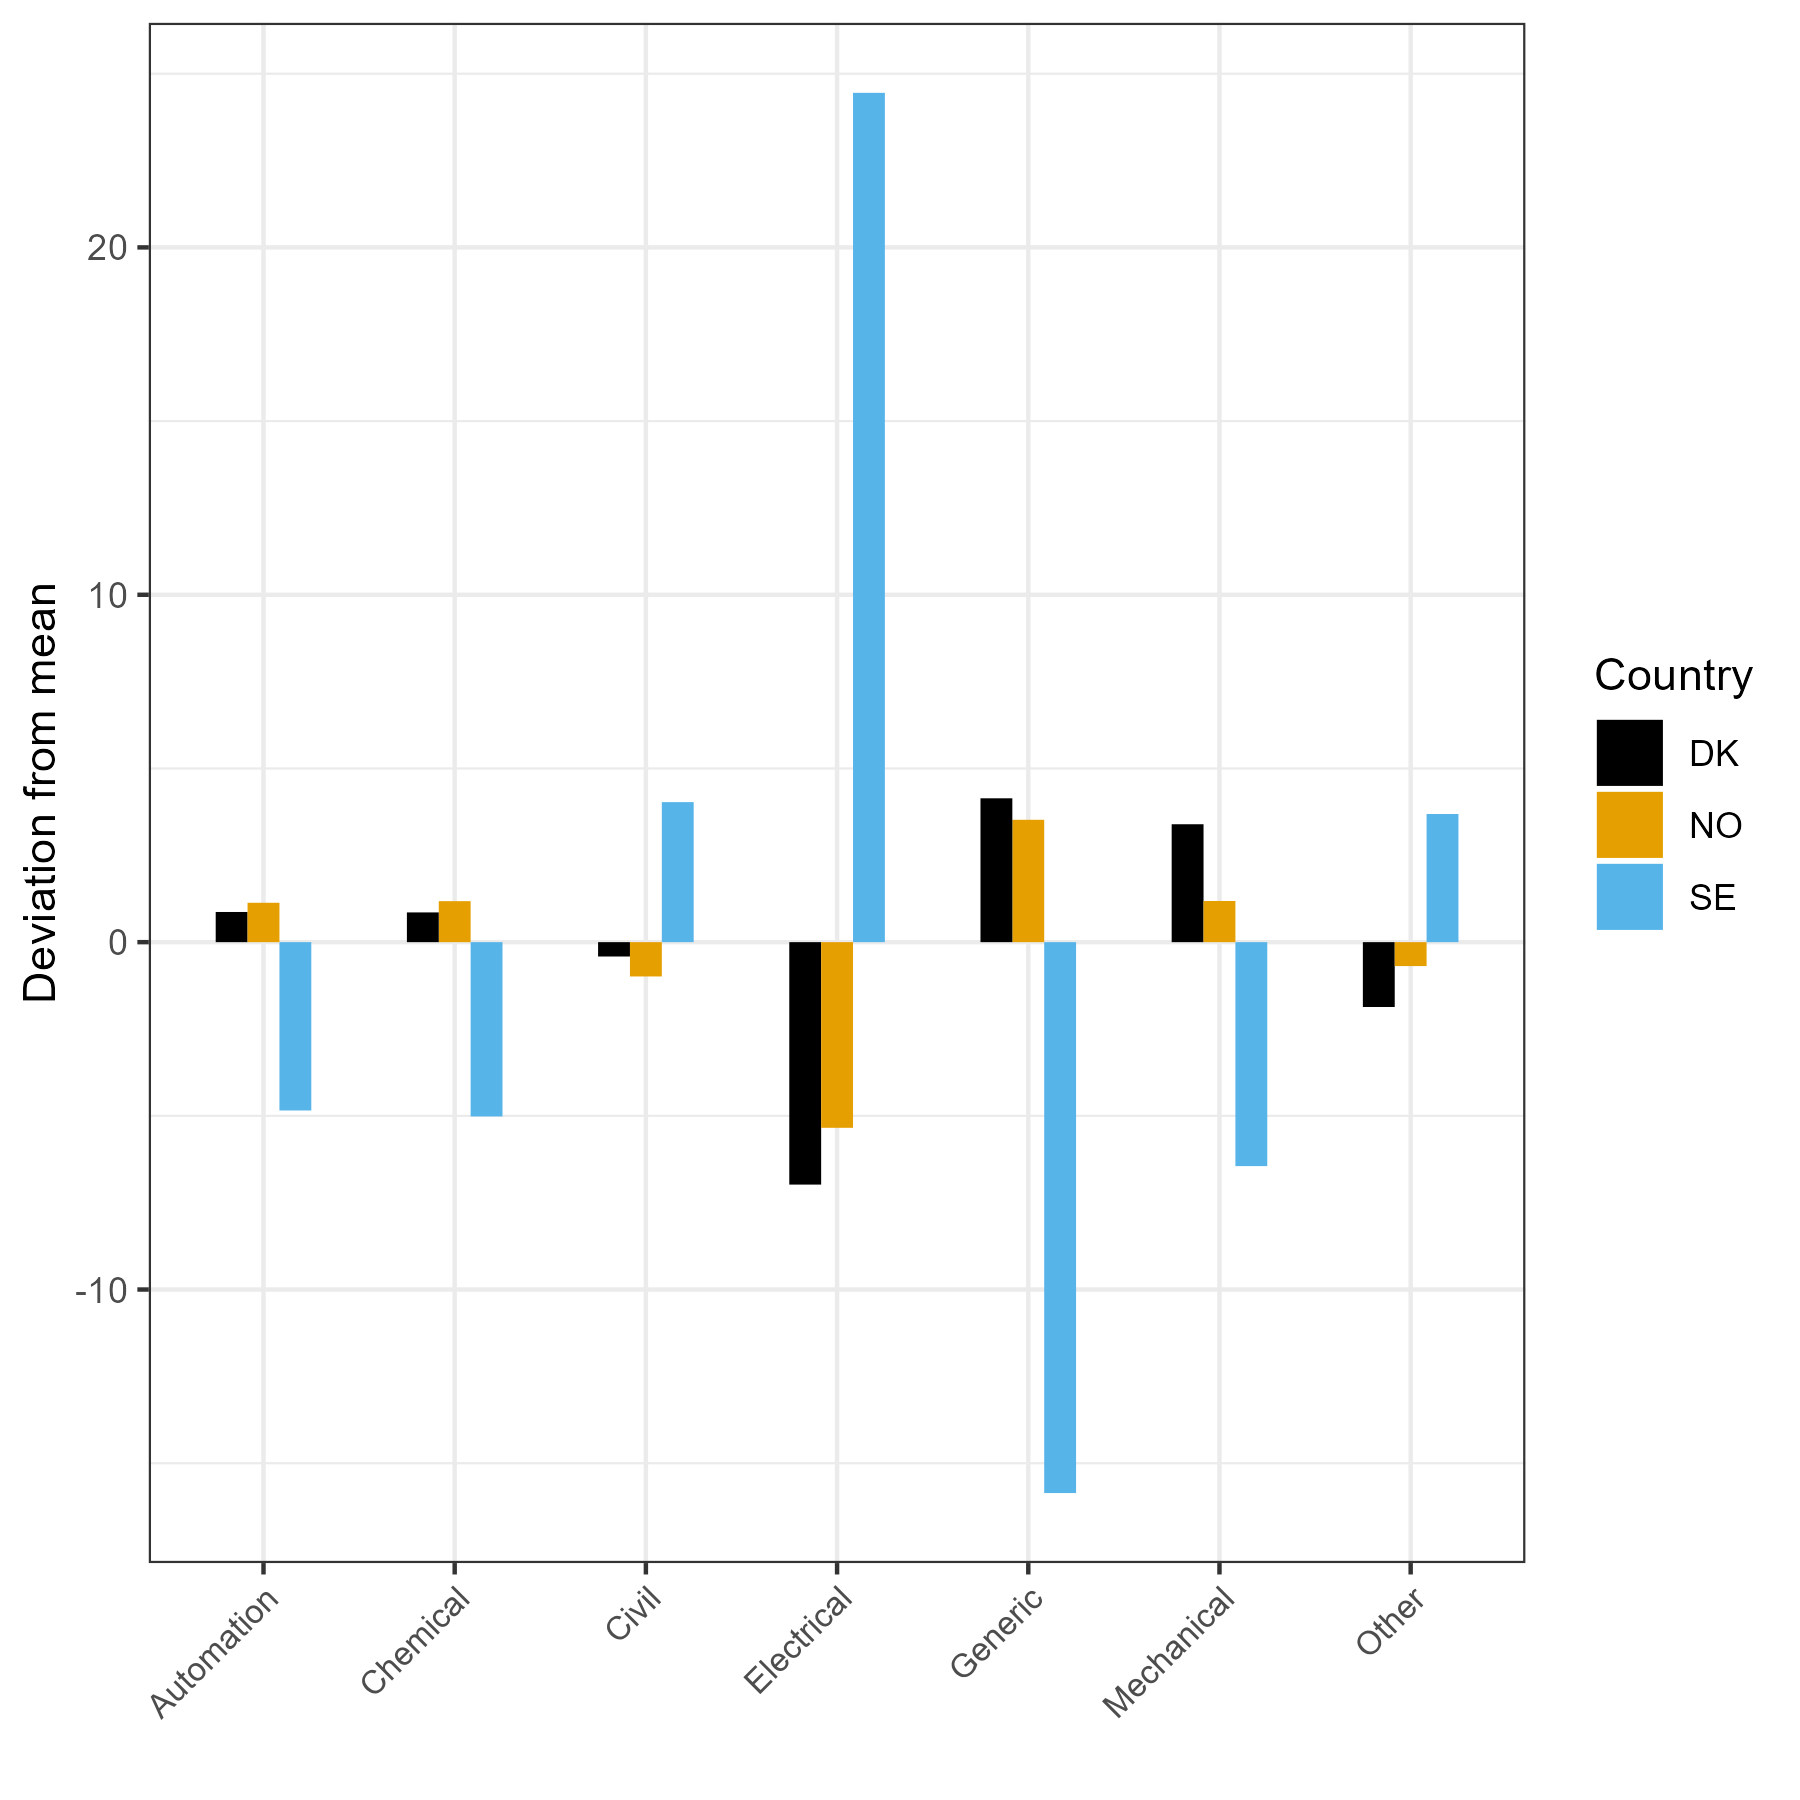 Deviation from mean
20
10
0
-10
Automation
Chemical
Civil
Electrical
Generic
Mechanical
Other
Country
DK
NO
SE